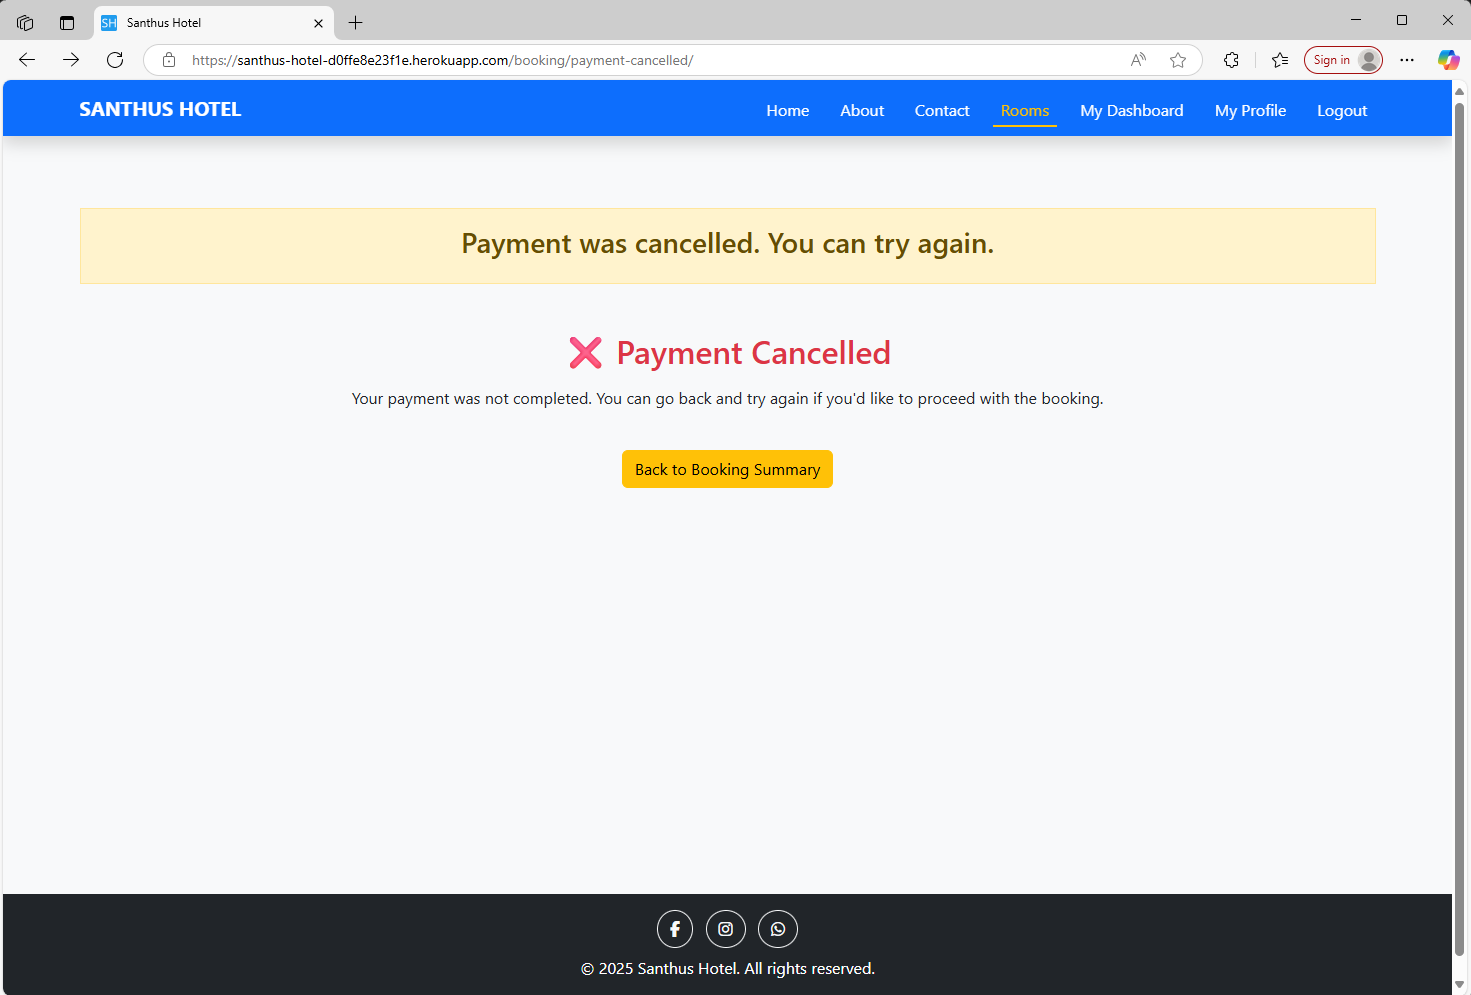 SH Santhus Hotel
https://santhus-hotel-d0ffe8e23f1e.herokuapp.com/booking/payment-cancelled/
Sign in
SANTHUS HOTEL Home About Contact Rooms My Dashboard My Profile Logout
Payment was cancelled. You can try again.
Payment Cancelled
Your payment was not completed. You can go back and try again if you'd like to proceed with the booking.
Back to Booking Summary
© 2025 Santhus Hotel. All rights reserved.